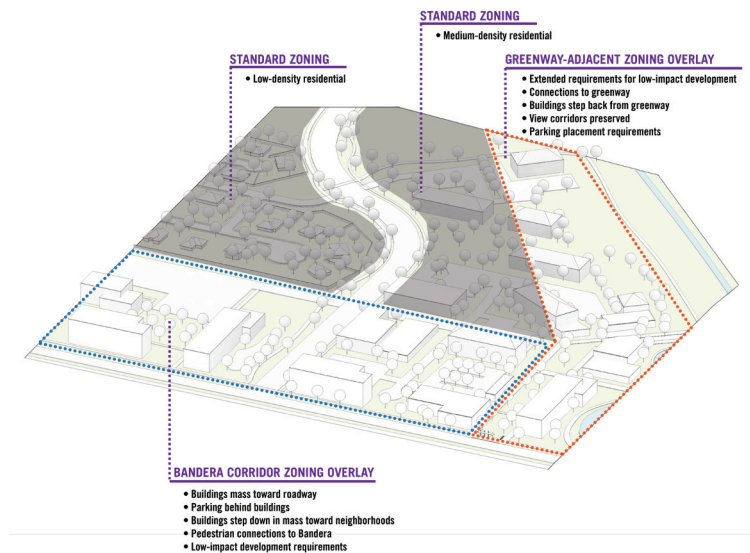 STANDARD ZONING
• Medium-density residential
STANDARD ZONING
• Low-density residential
GREENWAY-ADJACENT ZONING OVERLAY
• Extended requirements for low-impact development
• Connections to greenway
• Buildings step back from greenway
• View corridors preserved
• Parking placement requirements
BANDERA CORRIDOR ZONING OVERLAY
• Buildings mass toward roadway
• Parking behind buildings
• Buildings step down in mass toward neighborhoods
• Pedestrian connections to Bandera
• Low-impact development requirements